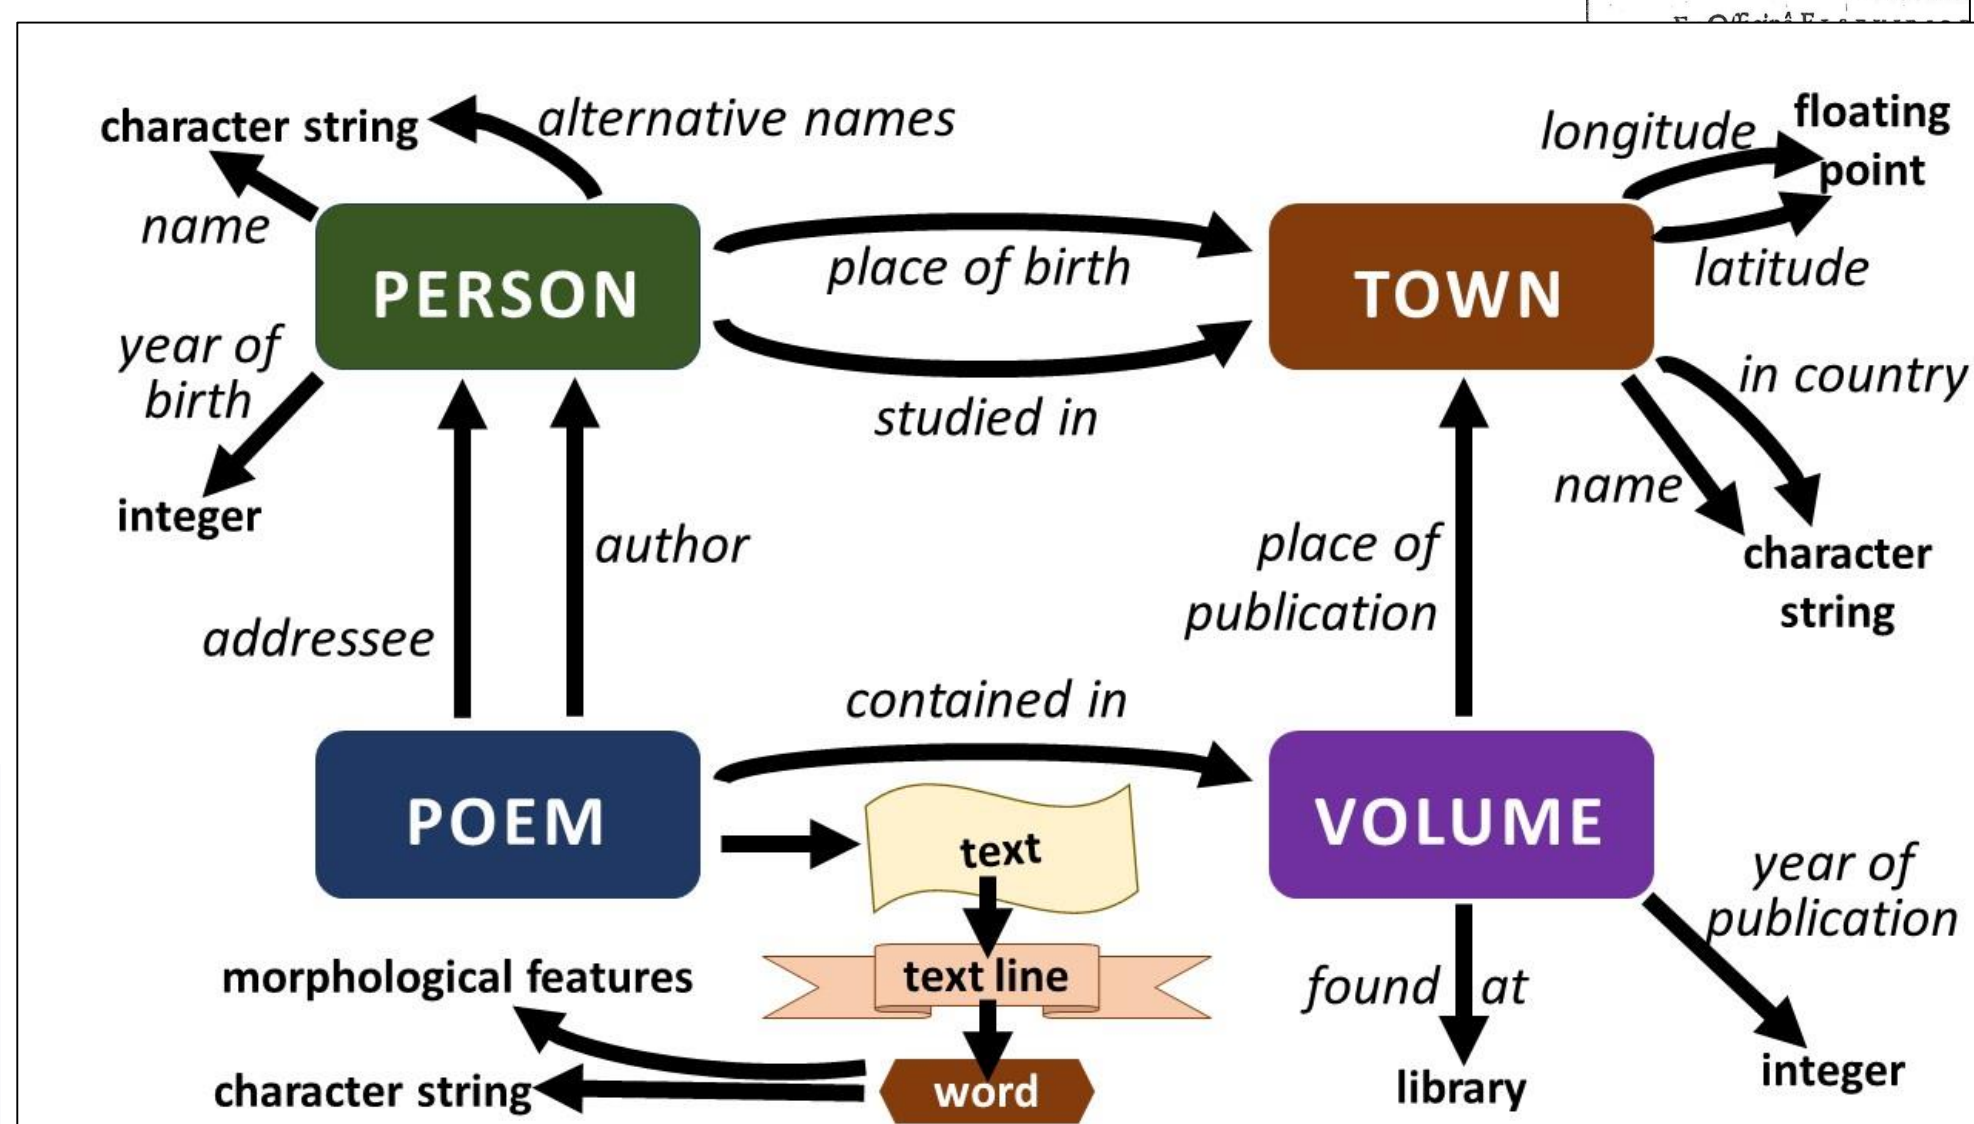 character string
alternative names
longitude
floating
point
name
PERSON
place of birth
TOWN
latitude
year of
birth
studied in
in country
integer
author
name
place of
publication
character
string
addressee
contained in
POEM
text
VOLUME
year of
publication
morphological features
text line
found at
character string
word
library
integer